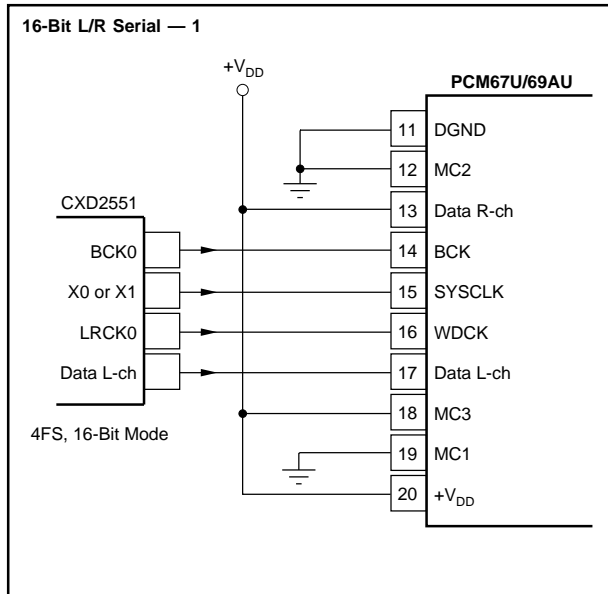 16-Bit L/R Serial — 1
+VDD
PCM67U/69AU
11 DGND
12 MC2
CXD2551
13 Data R-ch
BCK0
14 BCK
X0 or X1
15 SYSCLK
LRCK0
16 WDCK
Data L-ch
17 Data L-ch
18 MC3
4FS, 16-Bit Mode
19 MC1
20 +VDD